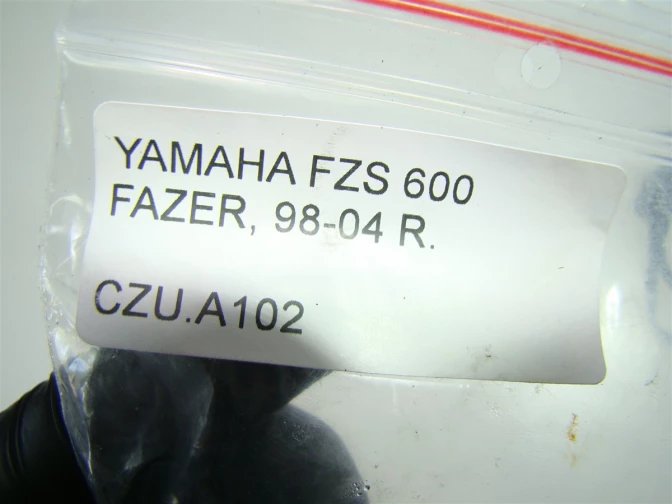 YAMAHA FZS 600
FAZER, 98-04 R.
CZU.A102